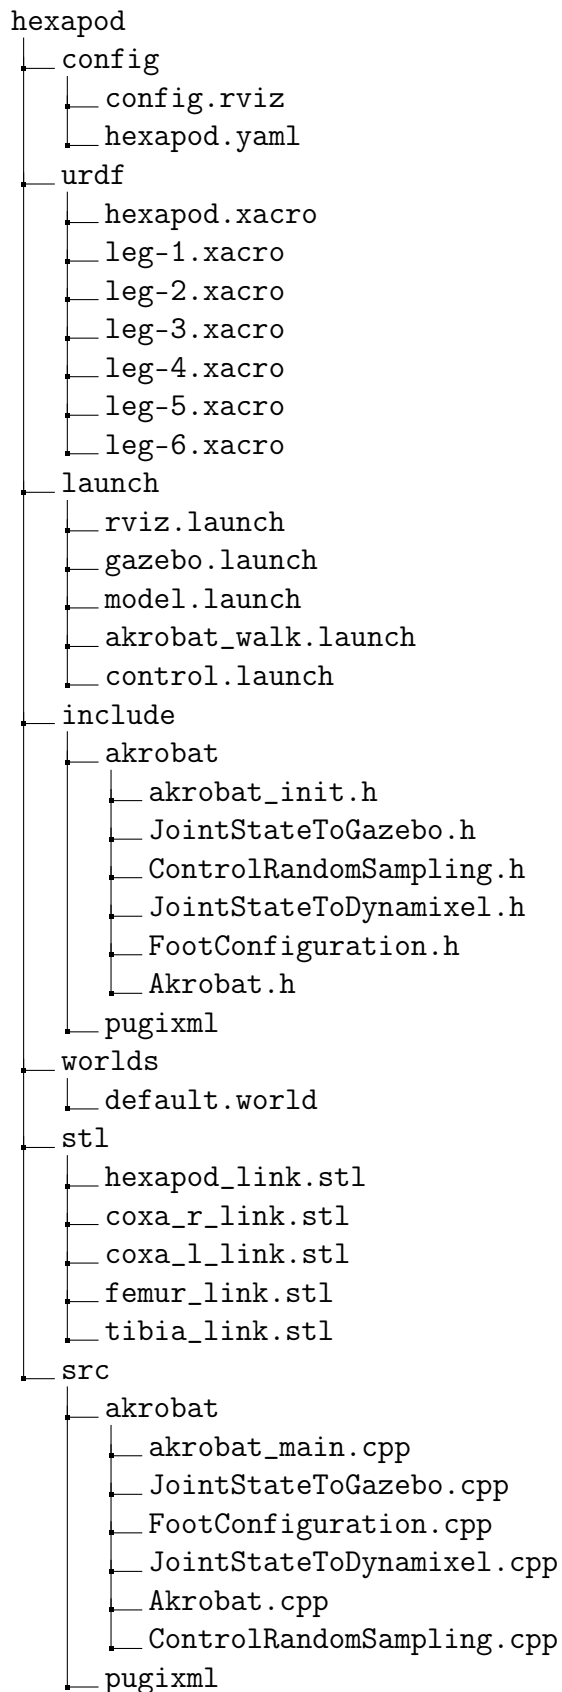 hexapod
config
config.rviz
hexapod.yaml
urdf
hexapod.xacro
leg-1.xacro
leg-2.xacro
leg-3.xacro
leg-4.xacro
leg-5.xacro
leg-6.xacro
launch
rviz.launch
gazebo.launch
model.launch
akrobat_walk.launch
control.launch
include
akrobat
akrobat_init.h
JointStateToGazebo.h
ControlRandomSampling.h
JointStateToDynamixel.h
FootConfiguration.h
Akrobat.h
pugixml
worlds
default.world
stl
hexapod_link.stl
coxa_r_link.stl
coxa_l_link.stl
femur_link.stl
tibia_link.stl
src
akrobat
akrobat_main.cpp
JointStateToGazebo.cpp
FootConfiguration.cpp
JointStateToDynamixel.cpp
Akrobat.cpp
ControlRandomSampling.cpp
pugixml